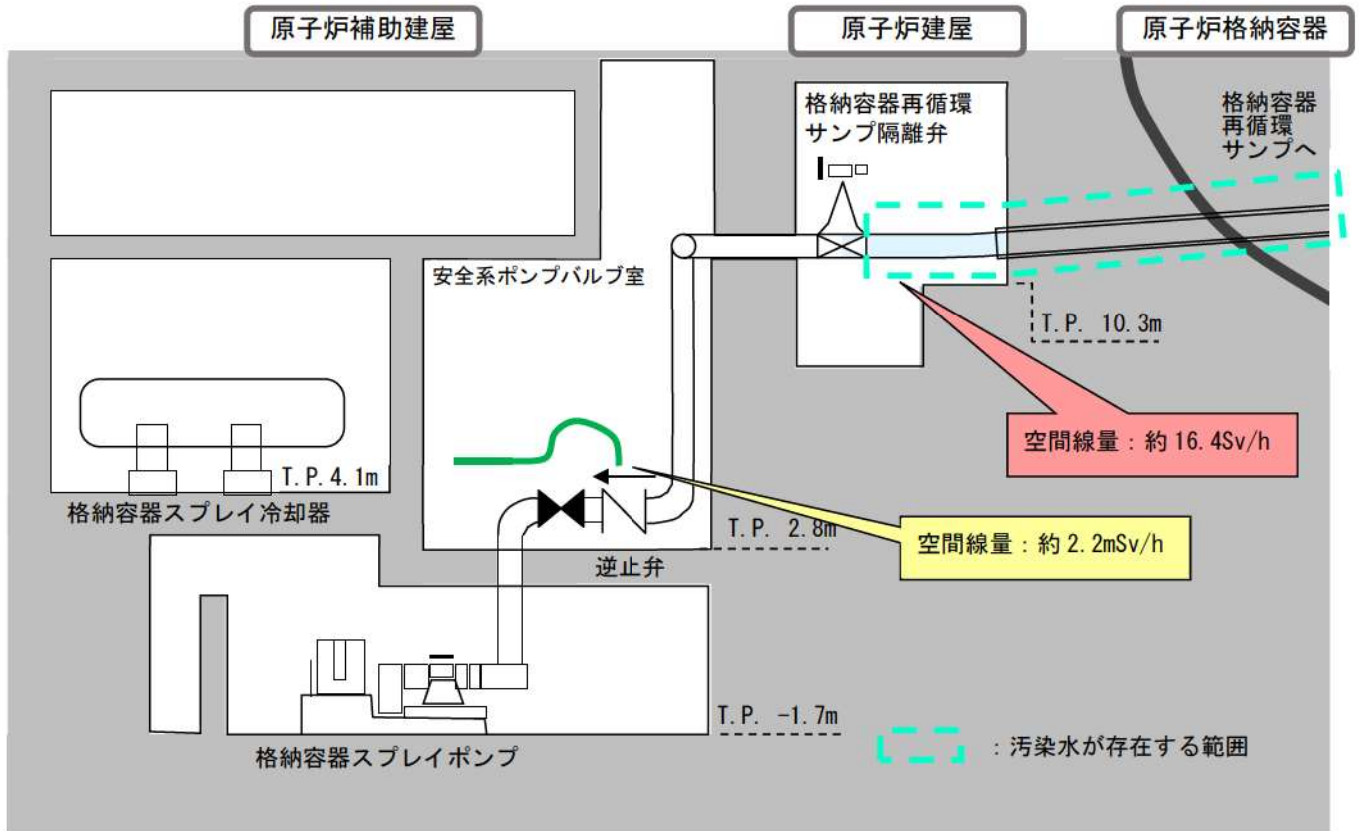 原子炉補助建屋
原子炉建屋
原子炉格納容器
格納容器再循環
サンプ隔離弁
格納容器
再循環
サンプへ
安全系ポンプバルブ室
T.P. 10.3m
空間線量：約16.4Sv/h
T.P.4.1m
格納容器スプレイ冷却器
T.P. 2.8m
空間線量：約2.2mSv/h
逆止弁
T.P. -1.7m
格納容器スプレイポンプ
：汚染水が存在する範囲